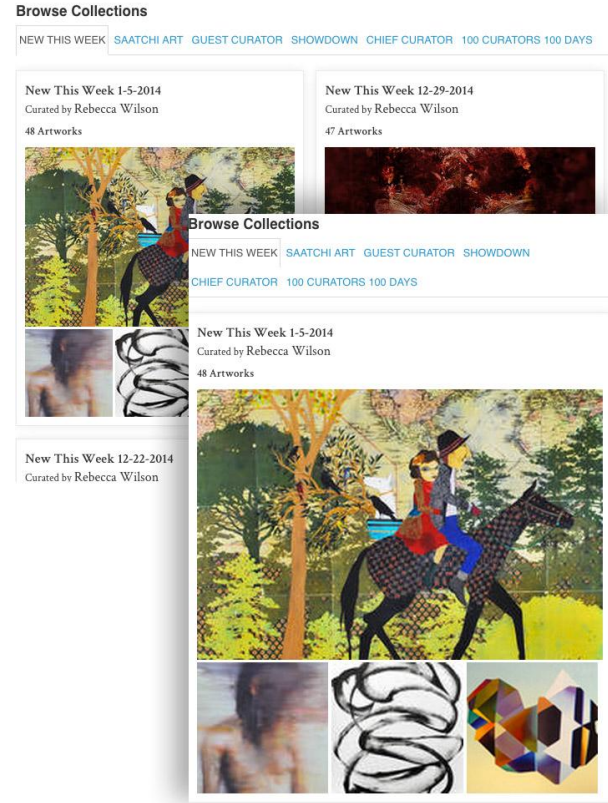 Browse Collections
NEW THIS WEEK SAATCHI ART GUEST CURATOR SHOWDOWN CHIEF CURATOR 100 CURATORS 100 DAYS
New This Week 1-5-2014
Curated by Rebecca Wilson
48 Artworks
New This Week 12-29-2014
Curated by Rebecca Wilson
47 Artworks
New This Week 12-22-2014
Curated by Rebecca Wilson
Browse Collections
NEW THIS WEEK SAATCHI ART GUEST CURATOR SHOWDOWN
CHIEF CURATOR 100 CURATORS 100 DAYS
New This Week 1-5-2014
Curated by Rebecca Wilson
48 Artworks